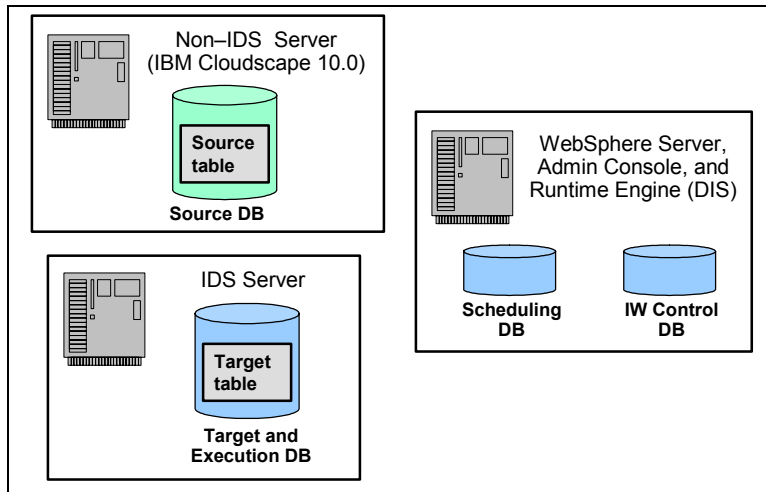 Non–IDS Server
(IBM Cloudscape 10.0)
Source
table
Source DB
IDS Server
Target
table
Target and
Execution DB
WebSphere Server,
Admin Console, and
Runtime Engine (DIS)
Scheduling
DB
IW Control
DB